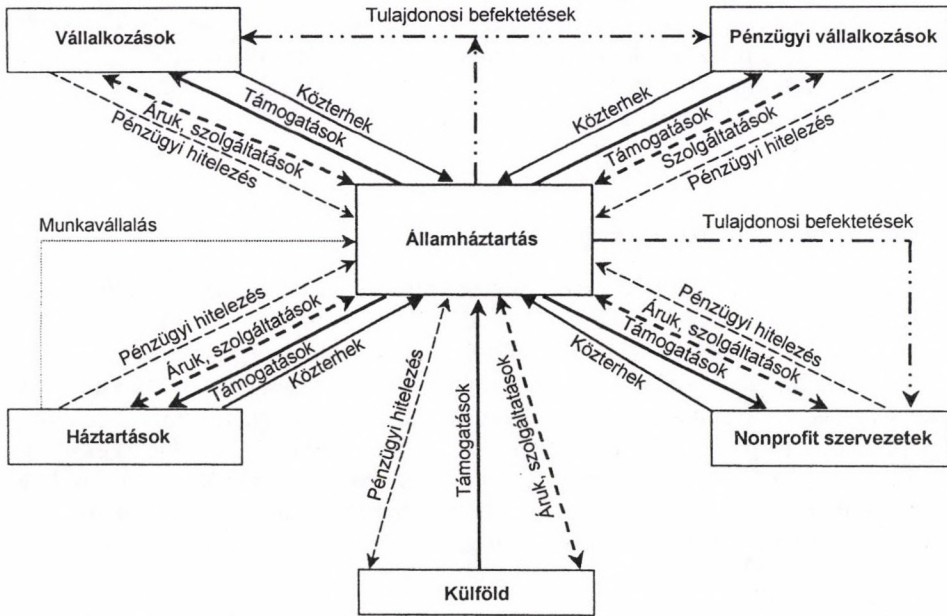 Tulajdonosi befektetések
Vállalkozások
Pénzügyi vállalkozások
Közterhek
Támogatások
Áruk, szolgáltatások
Pénzügyi hitelezés
Közterhek
Támogatások
Szolgáltatások
Pénzügyi hitelezés
Munkavállalás
Államháztartás
Tulajdonosi befektetések
Pénzügyi hitelezés
Áruk, szolgáltatások
Támogatások
Közterhek
Pénzügyi hitelezés
Támogatások
Áruk, szolgáltatások
Pénzügyi hitelezés
Áruk, szolgáltatások
Támogatások
Közterhek
Háztartások
Nonprofit szervezetek
Külföld